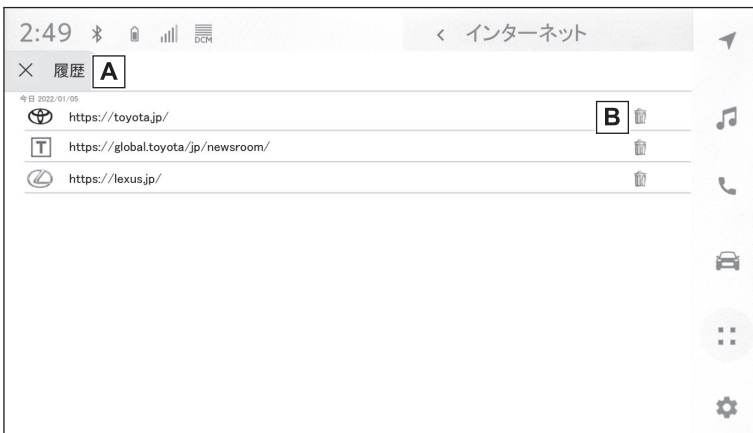 2:49 DCM < インターネット
× 履歴 A
今日 2022/01/05
https://toyota.jp/ B
T https://global.toyota/jp/newsroom/
https://lexus.jp/